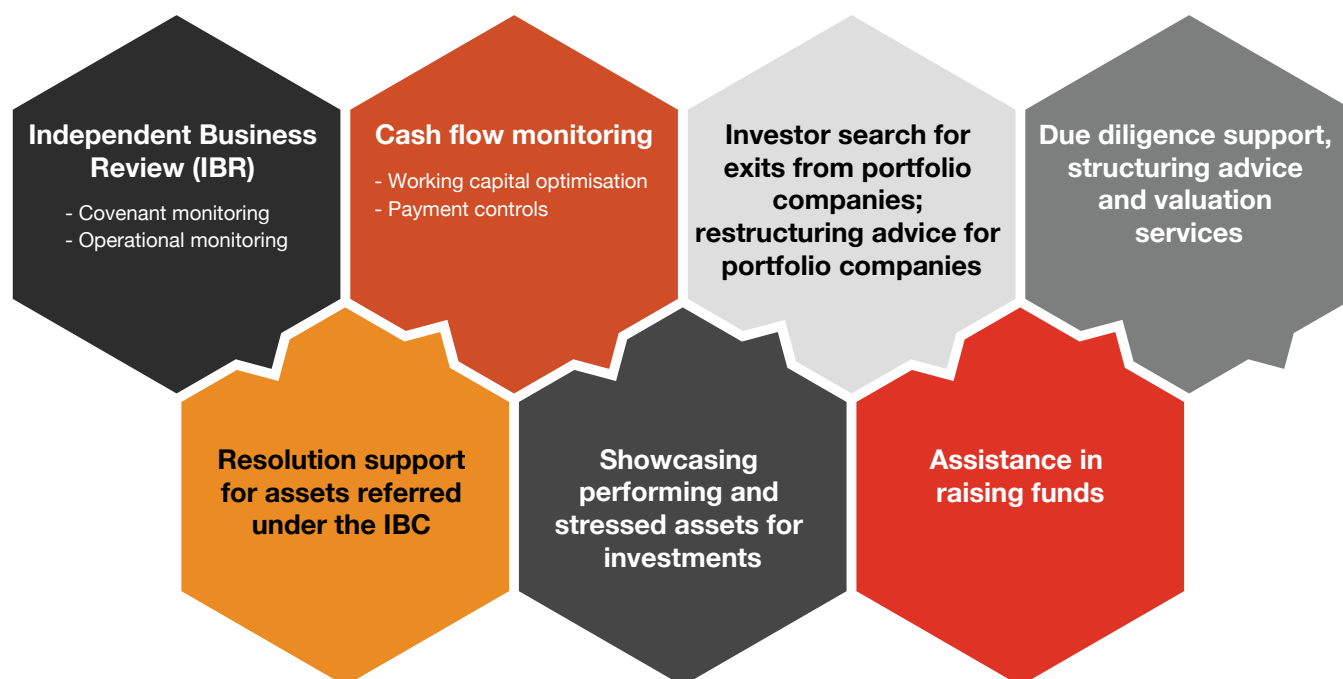 Independent Business
Review (IBR)
- Covenant monitoring
- Operational monitoring
Cash flow monitoring
- Working capital optimisation
- Payment controls
Investor search for
exits from portfolio
companies;
restructuring advice for
portfolio companies
Due diligence support,
structuring advice
and valuation
services
Resolution support
for assets referred
under the IBC
Showcasing
performing and
stressed assets for
investments
Assistance in
raising funds